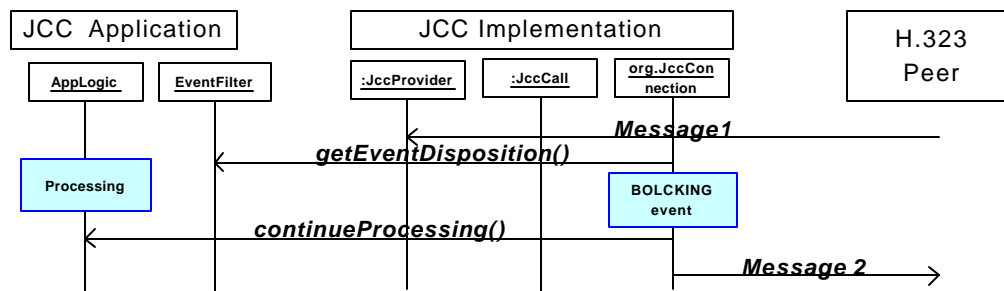 JCC Application
JCC Implementation
H.323
Peer
AppLogic
EventFilter
:JccProvider
:JccCall
org.JccCon
nection
Message1
getEventDisposition()
Processing
BOLCKING
event
continueProcessing()
Message 2